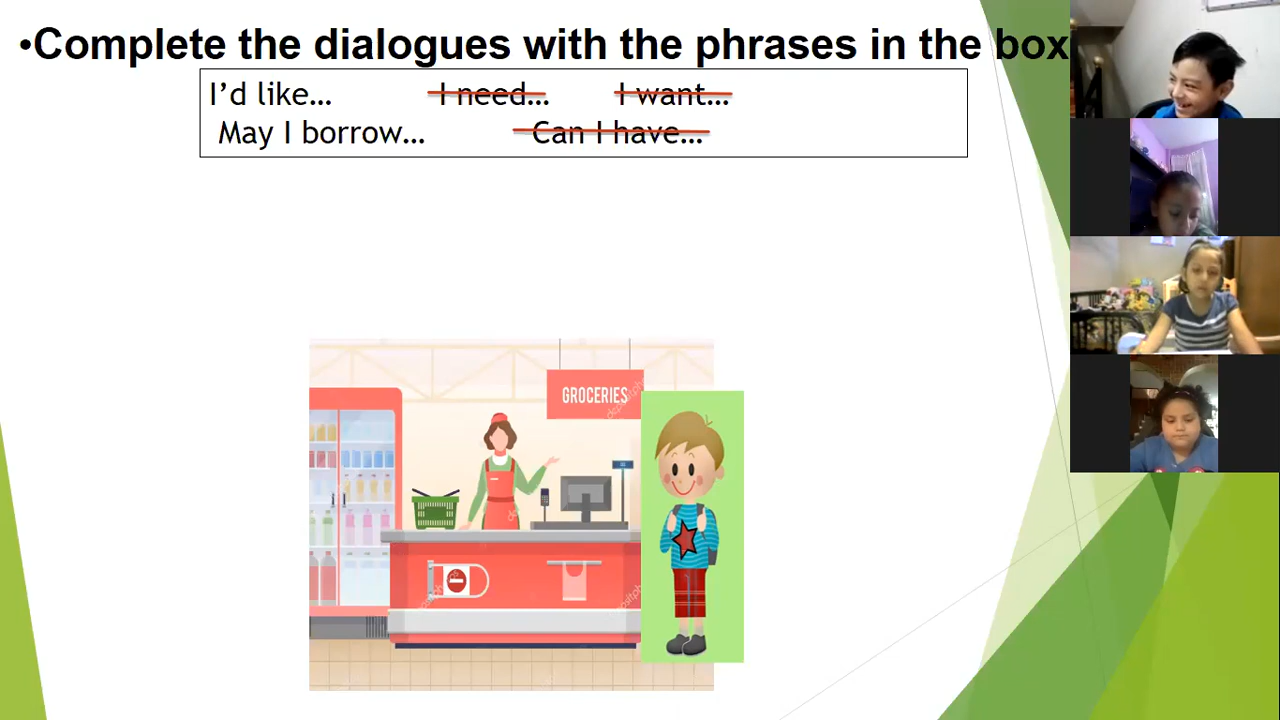 •Complete the dialogues with the phrases in the box
I'd like… I need… I want…
May I borrow… Can I have…
GROCERIES